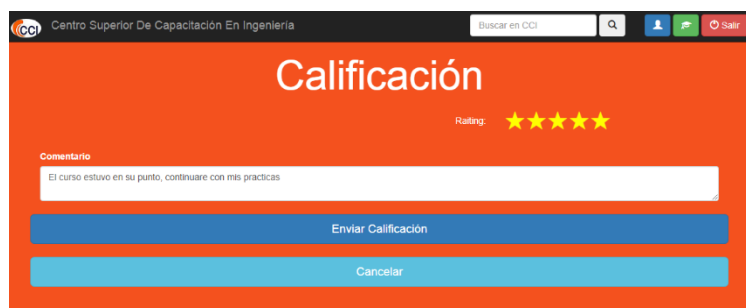 CCI Centro Superior De Capacitación En Ingeniería Buscar en CCI Salir
Calificación
Raiting:
Comentario
El curso estuvo en su punto, continuare con mis practicas
Enviar Calificación
Cancelar